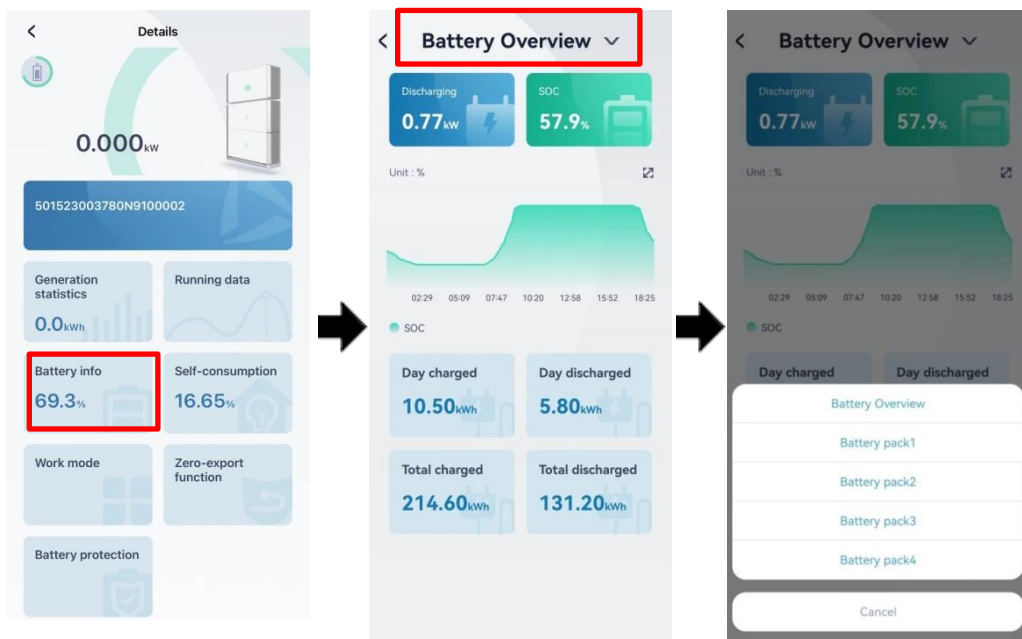 Details
0.000kW
501523003780N9100002
Generation
statistics
0.0kWh
Running data
Battery info
69.3%
Self-consumption
16.65%
Work mode
Zero-export
function
Battery protection
Battery Overview
Discharging
0.77kW
SOC
57.9%
Unit : %
02:29 05:09 07:47 10:20 12:58 15:52 18:25
SOC
Day charged
10.50kWh
Day discharged
5.80kWh
Total charged
214.60kWh
Total discharged
131.20kWh
Battery Overview
Discharging
0.77kW
SOC
57.9%
Unit : %
02:29 05:09 07:47 10:20 12:58 15:52 18:25
SOC
Day charged
Day discharged
Battery Overview
Battery pack1
Battery pack2
Battery pack3
Battery pack4
Cancel